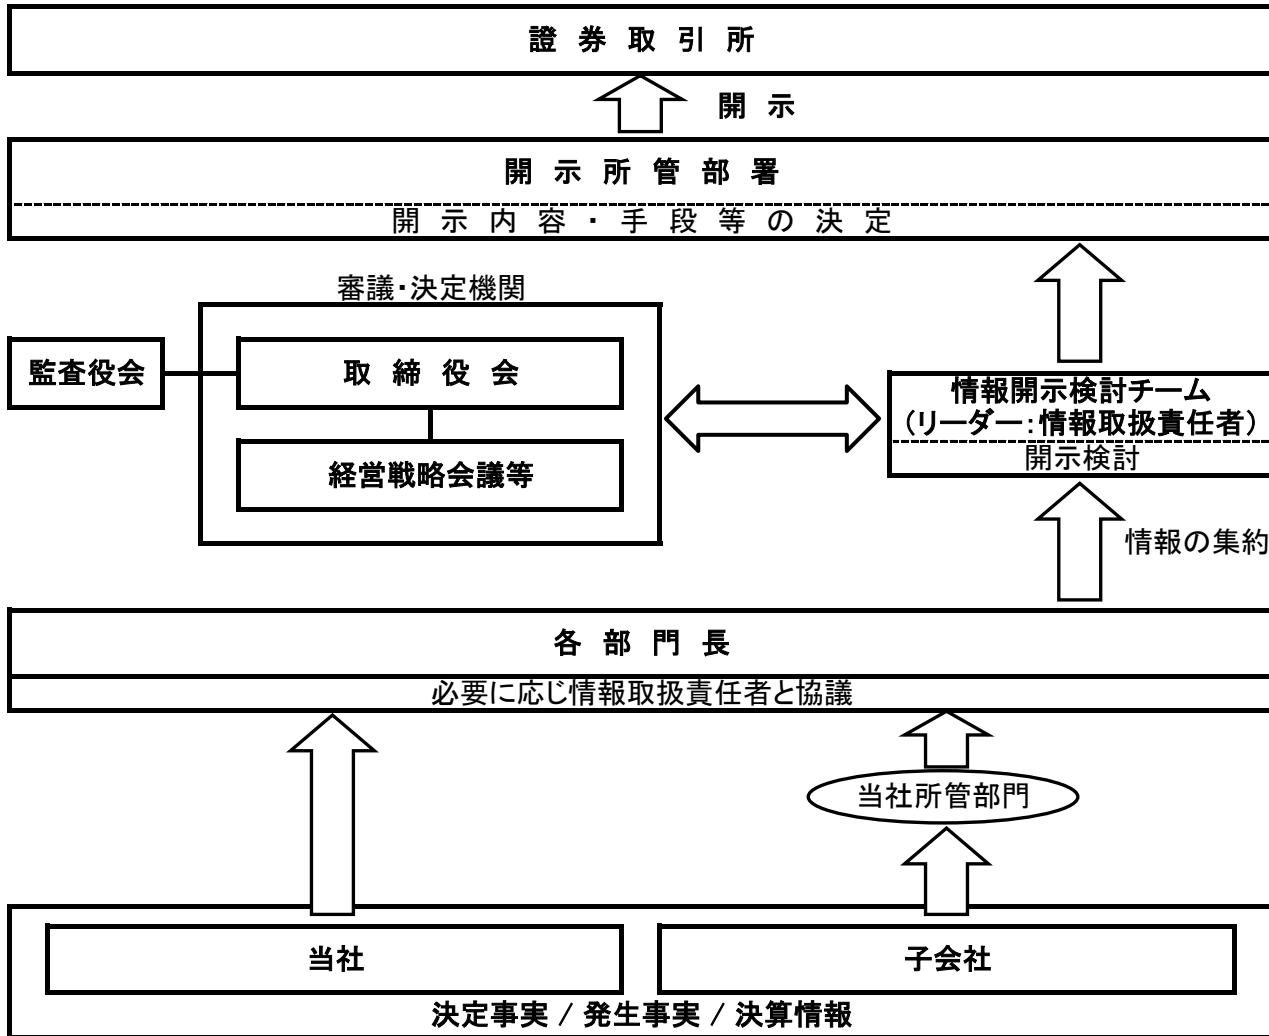 證券取引所
開示
開示所管部署
開示内容・手段等の決定
審議・決定機関
監査役会
取締役会
経営戦略会議等
情報開示検討チーム
(リーダー:情報取扱責任者)
開示検討
情報の集約
各部門長
必要に応じ情報取扱責任者と協議
当社所管部門
当社
子会社
決定事実 / 発生事実 / 決算情報